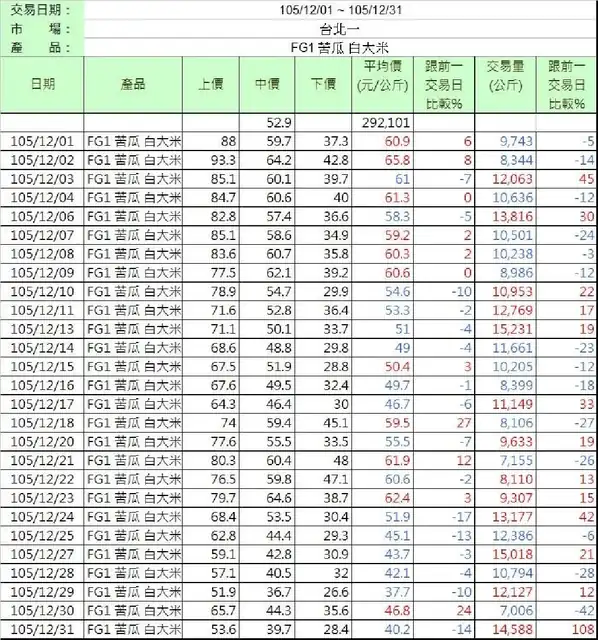 交易日期： 105/12/01 ~ 105/12/31
市 場： 台北一
產 品： FG1 苦瓜 白大米
日期 產品 上價 中價 下價 平均價(元/公斤) 跟前一交易日比較% 交易量(公斤) 跟前一交易日比較%
52.9 292,101
105/12/01 FG1 苦瓜 白大米 88 59.7 37.3 60.9 6 9,743 -5
105/12/02 FG1 苦瓜 白大米 93.3 64.2 42.8 65.8 8 8,344 -14
105/12/03 FG1 苦瓜 白大米 85.1 60.1 39.7 61 -7 12,063 45
105/12/04 FG1 苦瓜 白大米 84.7 60.6 40 61.3 0 10,636 -12
105/12/06 FG1 苦瓜 白大米 82.8 57.4 36.6 58.3 -5 13,816 30
105/12/07 FG1 苦瓜 白大米 85.1 58.6 34.9 59.2 2 10,501 -24
105/12/08 FG1 苦瓜 白大米 83.6 60.7 35.8 60.3 2 10,238 -3
105/12/09 FG1 苦瓜 白大米 77.5 62.1 39.2 60.6 0 8,986 -12
105/12/10 FG1 苦瓜 白大米 78.9 54.7 29.9 54.6 -10 10,953 22
105/12/11 FG1 苦瓜 白大米 71.6 52.8 36.4 53.3 -2 12,769 17
105/12/13 FG1 苦瓜 白大米 71.1 50.1 33.7 51 -4 15,231 19
105/12/14 FG1 苦瓜 白大米 68.6 48.8 29.8 49 -4 11,661 -23
105/12/15 FG1 苦瓜 白大米 67.5 51.9 28.8 50.4 3 10,205 -12
105/12/16 FG1 苦瓜 白大米 67.6 49.5 32.4 49.7 -1 8,399 -18
105/12/17 FG1 苦瓜 白大米 64.3 46.4 30 46.7 -6 11,149 33
105/12/18 FG1 苦瓜 白大米 74 59.4 45.1 59.5 27 8,106 -27
105/12/20 FG1 苦瓜 白大米 77.6 55.5 33.5 55.5 -7 9,633 19
105/12/21 FG1 苦瓜 白大米 80.3 60.4 48 61.9 12 7,155 -26
105/12/22 FG1 苦瓜 白大米 76.5 59.8 47.1 60.6 -2 8,110 13
105/12/23 FG1 苦瓜 白大米 79.7 64.6 38.7 62.4 3 9,307 15
105/12/24 FG1 苦瓜 白大米 68.4 53.5 30.4 51.9 -17 13,177 42
105/12/25 FG1 苦瓜 白大米 62.8 44.4 29.3 45.1 -13 12,386 -6
105/12/27 FG1 苦瓜 白大米 59.1 42.8 30.9 43.7 -3 15,018 21
105/12/28 FG1 苦瓜 白大米 57.1 40.5 32 42.1 -4 10,794 -28
105/12/29 FG1 苦瓜 白大米 51.9 36.7 26.6 37.7 -10 12,127 12
105/12/30 FG1 苦瓜 白大米 65.7 44.3 35.6 46.8 24 7,006 -42
105/12/31 FG1 苦瓜 白大米 53.6 39.7 28.4 40.2 -14 14,588 108